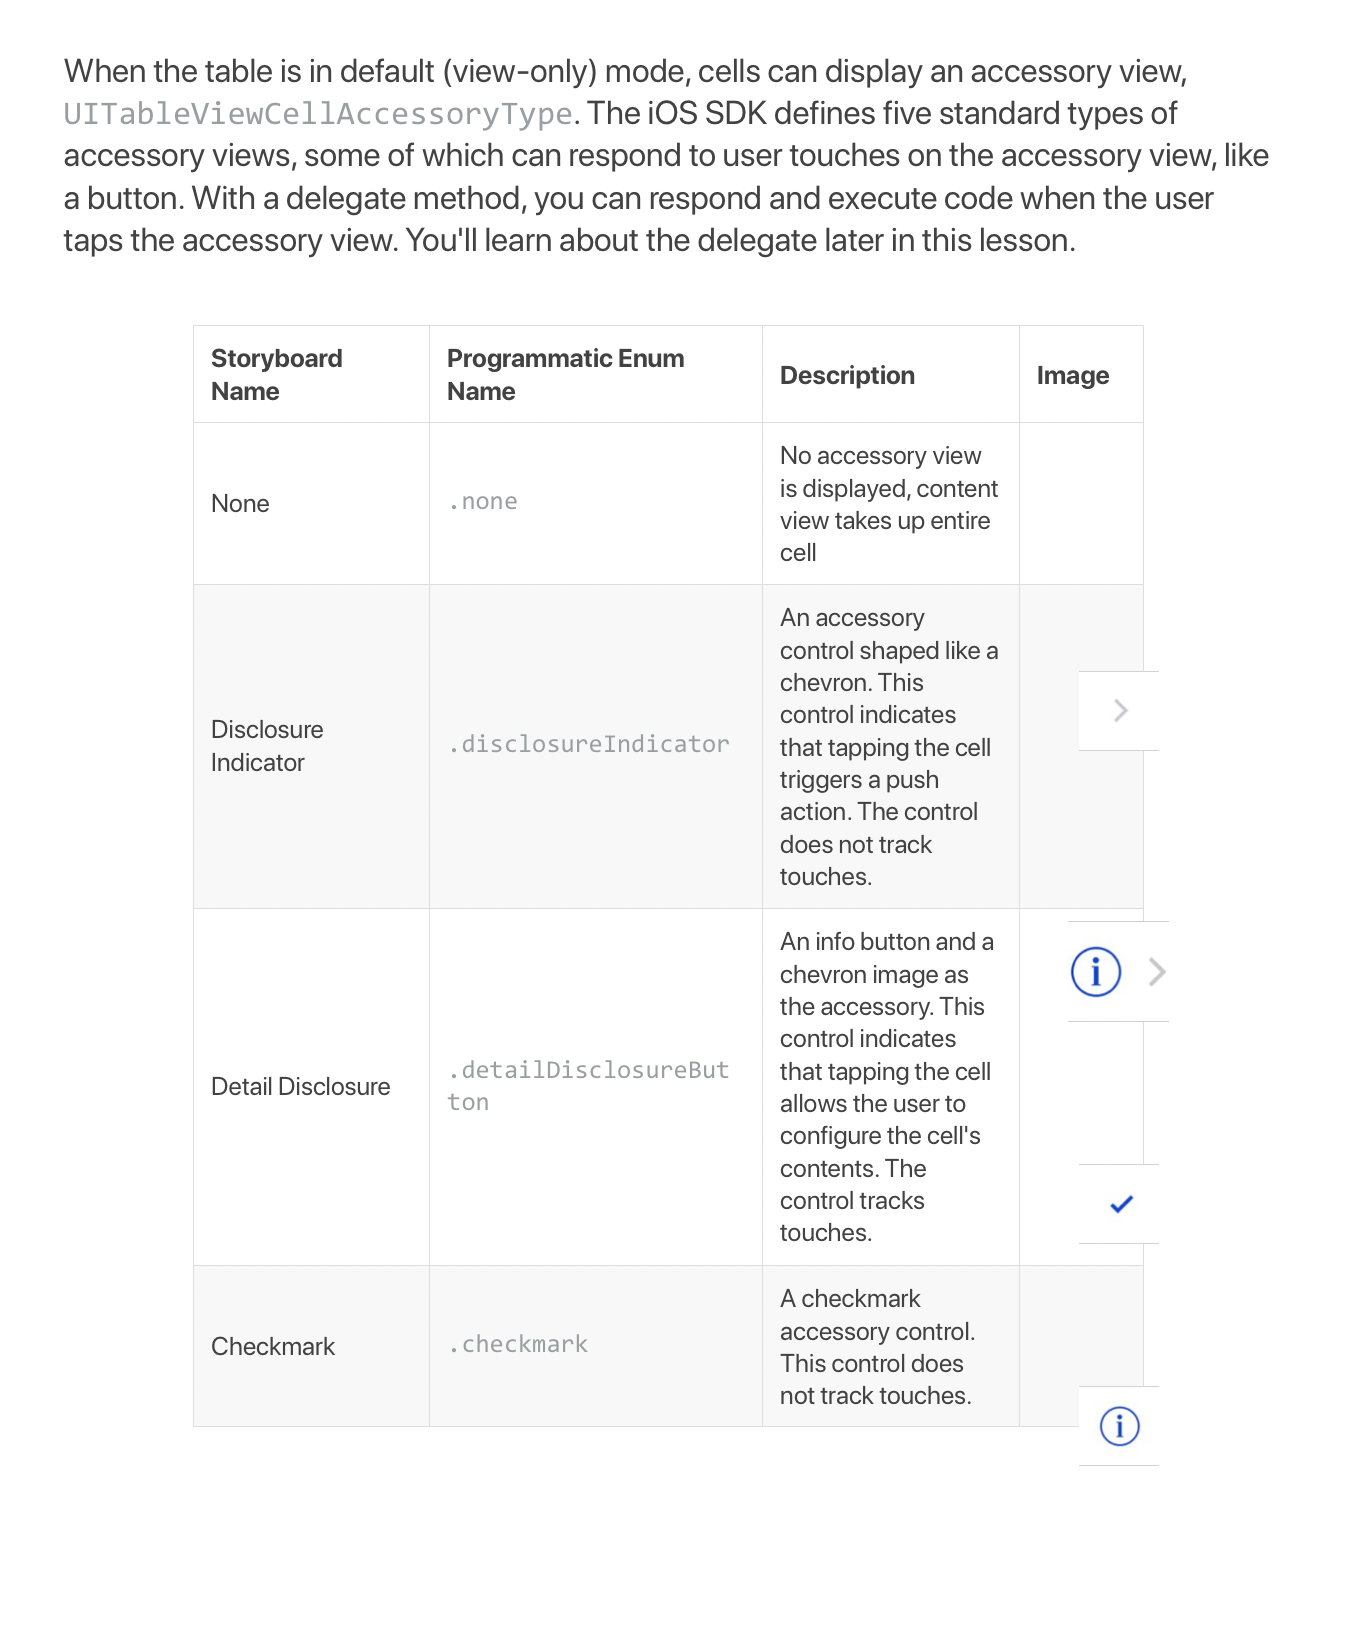 When the table is in default (view-only) mode, cells can display an accessory view,
UITableViewCellAccessoryType. The iOS SDK defines five standard types of
accessory views, some of which can respond to user touches on the accessory view, like
a button. With a delegate method, you can respond and execute code when the user
taps the accessory view. You'll learn about the delegate later in this lesson.
Storyboard
Name
Programmatic Enum
Name
Description
Image
None
.none
No accessory view
is displayed, content
view takes up entire
cell
Disclosure
Indicator
.disclosureIndicator
An accessory
control shaped like a
chevron. This
control indicates
that tapping the cell
triggers a push
action. The control
does not track
touches.
Detail Disclosure
.detailDisclosureBut
ton
An info button and a
chevron image as
the accessory. This
control indicates
that tapping the cell
allows the user to
configure the cell's
contents. The
control tracks
touches.
Checkmark
.checkmark
A checkmark
accessory control.
This control does
not track touches.